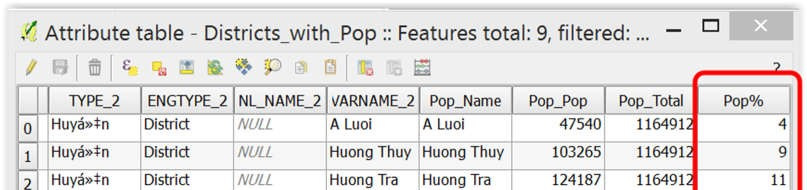 Attribute table - Districts_with_Pop :: Features total: 9, filtered: ...
?
TYPE_2 ENGTYPE_2 NL_NAME_2 VARNAME_2 Pop_Name Pop_Pop Pop_Total Pop%
0 Huyá»‡n District NULL A Luoi A Luoi 47540 1164912 4
1 Huyá»‡n District NULL Huong Thuy Huong Thuy 103265 1164912 9
2 Huyá»‡n District NULL Huong Tra Huong Tra 124187 1164912 11